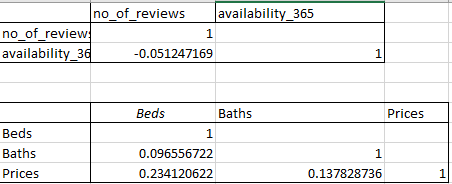 no_of_reviews availability_365
no_of_reviews 1
availability_36 -0.051247169 1
Beds Baths Prices
Beds 1
Baths 0.096556722 1
Prices 0.234120622 0.137828736 1